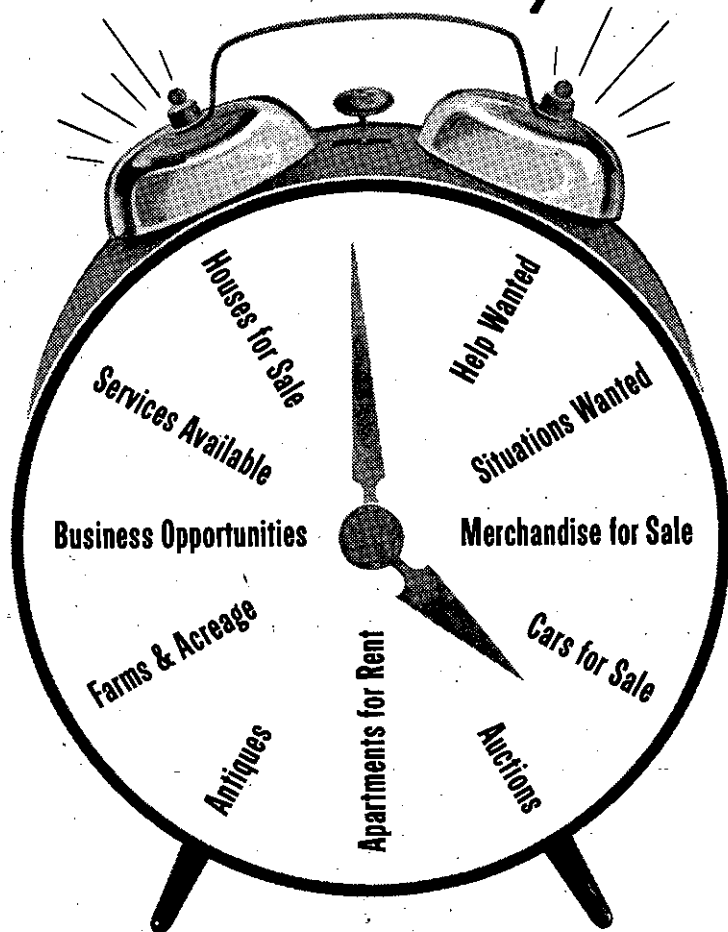 Houses for Sale
Help Wanted
Services Available
Situations Wanted
Business Opportunities
Merchandise for Sale
Farms & Acreage
Cars for Sale
Antiques
Apartments for Rent
Auctions